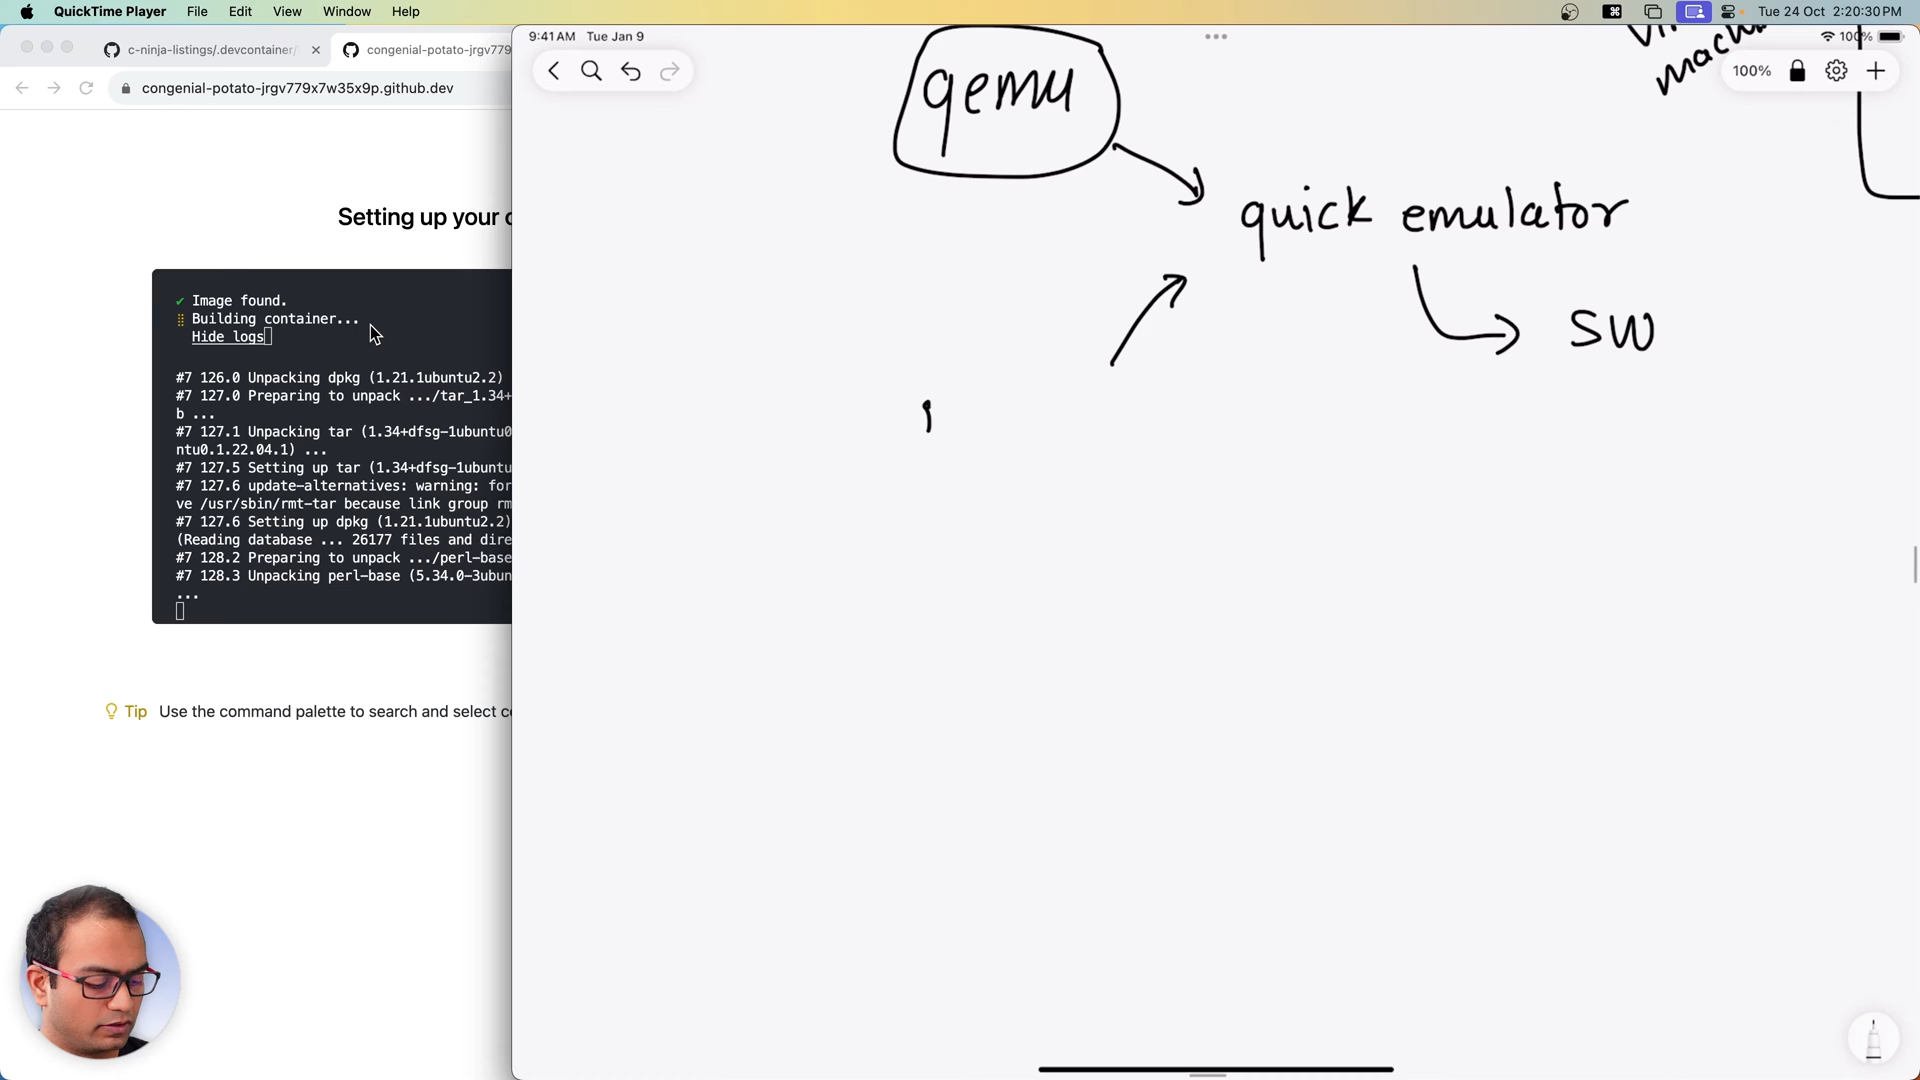 QuickTime Player File Edit View Window Help
Tue 24 Oct 2:20:30 PM
c-ninja-listings/.devcontainer/
congenial-potato-jrgv779
congenial-potato-jrgv779x7w35x9p.github.dev
Setting up your c
✔ Image found.
Building container...
Hide logs
#7 126.0 Unpacking dpkg (1.21.1ubuntu2.2)
#7 127.0 Preparing to unpack .../tar_1.34+
b ...
#7 127.1 Unpacking tar (1.34+dfsg-1ubuntu0
ntu0.1.22.04.1) ...
#7 127.5 Setting up tar (1.34+dfsg-1ubuntu
#7 127.6 update-alternatives: warning: for
ve /usr/sbin/rmt-tar because link group rm
#7 127.6 Setting up dpkg (1.21.1ubuntu2.2)
(Reading database ... 26177 files and dire
#7 128.2 Preparing to unpack .../perl-base
#7 128.3 Unpacking perl-base (5.34.0-3ubun
...
Tip Use the command palette to search and select c
9:41 AM Tue Jan 9
100%
100%
qemu
quick emulator
SW